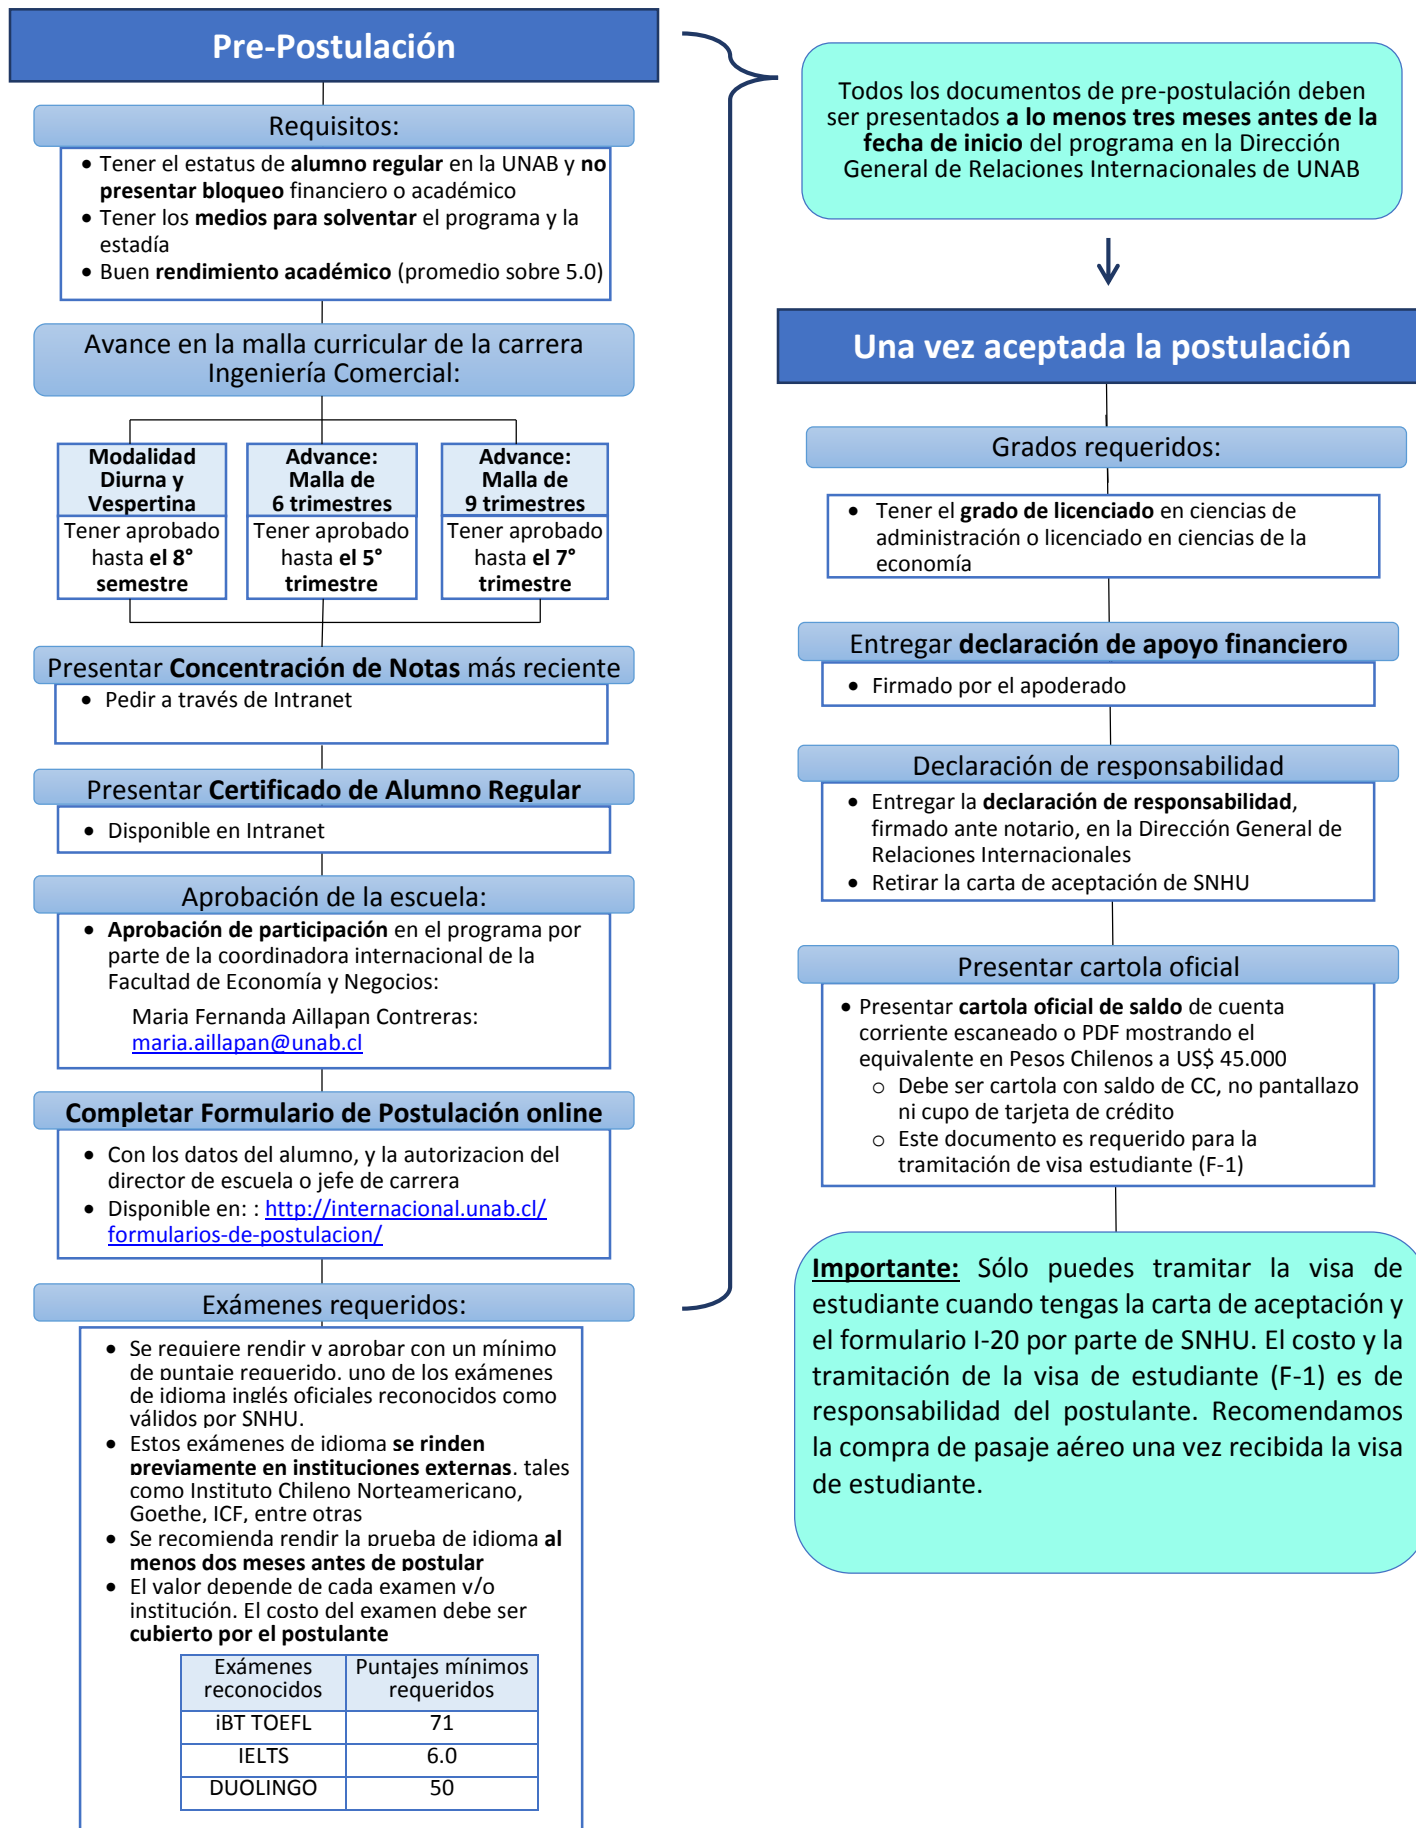 Pre-Postulación
Requisitos:
• Tener el estatus de alumno regular en la UNAB y no
presentar bloqueo financiero o académico
• Tener los medios para solventar el programa y la
estadía
• Buen rendimiento académico (promedio sobre 5.0)
Avance en la malla curricular de la carrera
Ingeniería Comercial:
Modalidad
Diurna y
Vespertina
Tener aprobado
hasta el 8°
semestre
Advance:
Malla de
6 trimestres
Tener aprobado
hasta el 5°
trimestre
Advance:
Malla de
9 trimestres
Tener aprobado
hasta el 7°
trimestre
Presentar Concentración de Notas más reciente
• Pedir a través de Intranet
Presentar Certificado de Alumno Regular
• Disponible en Intranet
Aprobación de la escuela:
• Aprobación de participación en el programa por
parte de la coordinadora internacional de la
Facultad de Economía y Negocios:
Maria Fernanda Aillapan Contreras:
maria.aillapan@unab.cl
Completar Formulario de Postulación online
• Con los datos del alumno, y la autorizacion del
director de escuela o jefe de carrera
• Disponible en: : http://internacional.unab.cl/
formularios-de-postulacion/
Exámenes requeridos:
• Se requiere rendir y aprobar con un mínimo
de puntaje requerido, uno de los exámenes
de idioma inglés oficiales reconocidos como
válidos por SNHU.
• Estos exámenes de idioma se rinden
previamente en instituciones externas, tales
como Instituto Chileno Norteamericano,
Goethe, ICF, entre otras
• Se recomienda rendir la prueba de idioma al
menos dos meses antes de postular
• El valor depende de cada examen y/o
institución. El costo del examen debe ser
cubierto por el postulante
Exámenes
reconocidos
Puntajes mínimos
requeridos
iBT TOEFL 71
IELTS 6.0
DUOLINGO 50
Todos los documentos de pre-postulación deben
ser presentados a lo menos tres meses antes de la
fecha de inicio del programa en la Dirección
General de Relaciones Internacionales de UNAB
Una vez aceptada la postulación
Grados requeridos:
• Tener el grado de licenciado en ciencias de
administración o licenciado en ciencias de la
economía
Entregar declaración de apoyo financiero
• Firmado por el apoderado
Declaración de responsabilidad
• Entregar la declaración de responsabilidad,
firmado ante notario, en la Dirección General de
Relaciones Internacionales
• Retirar la carta de aceptación de SNHU
Presentar cartola oficial
• Presentar cartola oficial de saldo de cuenta
corriente escaneado o PDF mostrando el
equivalente en Pesos Chilenos a US$ 45.000
o Debe ser cartola con saldo de CC, no pantallazo
ni cupo de tarjeta de crédito
o Este documento es requerido para la
tramitación de visa estudiante (F-1)
Importante: Sólo puedes tramitar la visa de
estudiante cuando tengas la carta de aceptación y
el formulario I-20 por parte de SNHU. El costo y la
tramitación de la visa de estudiante (F-1) es de
responsabilidad del postulante. Recomendamos
la compra de pasaje aéreo una vez recibida la visa
de estudiante.